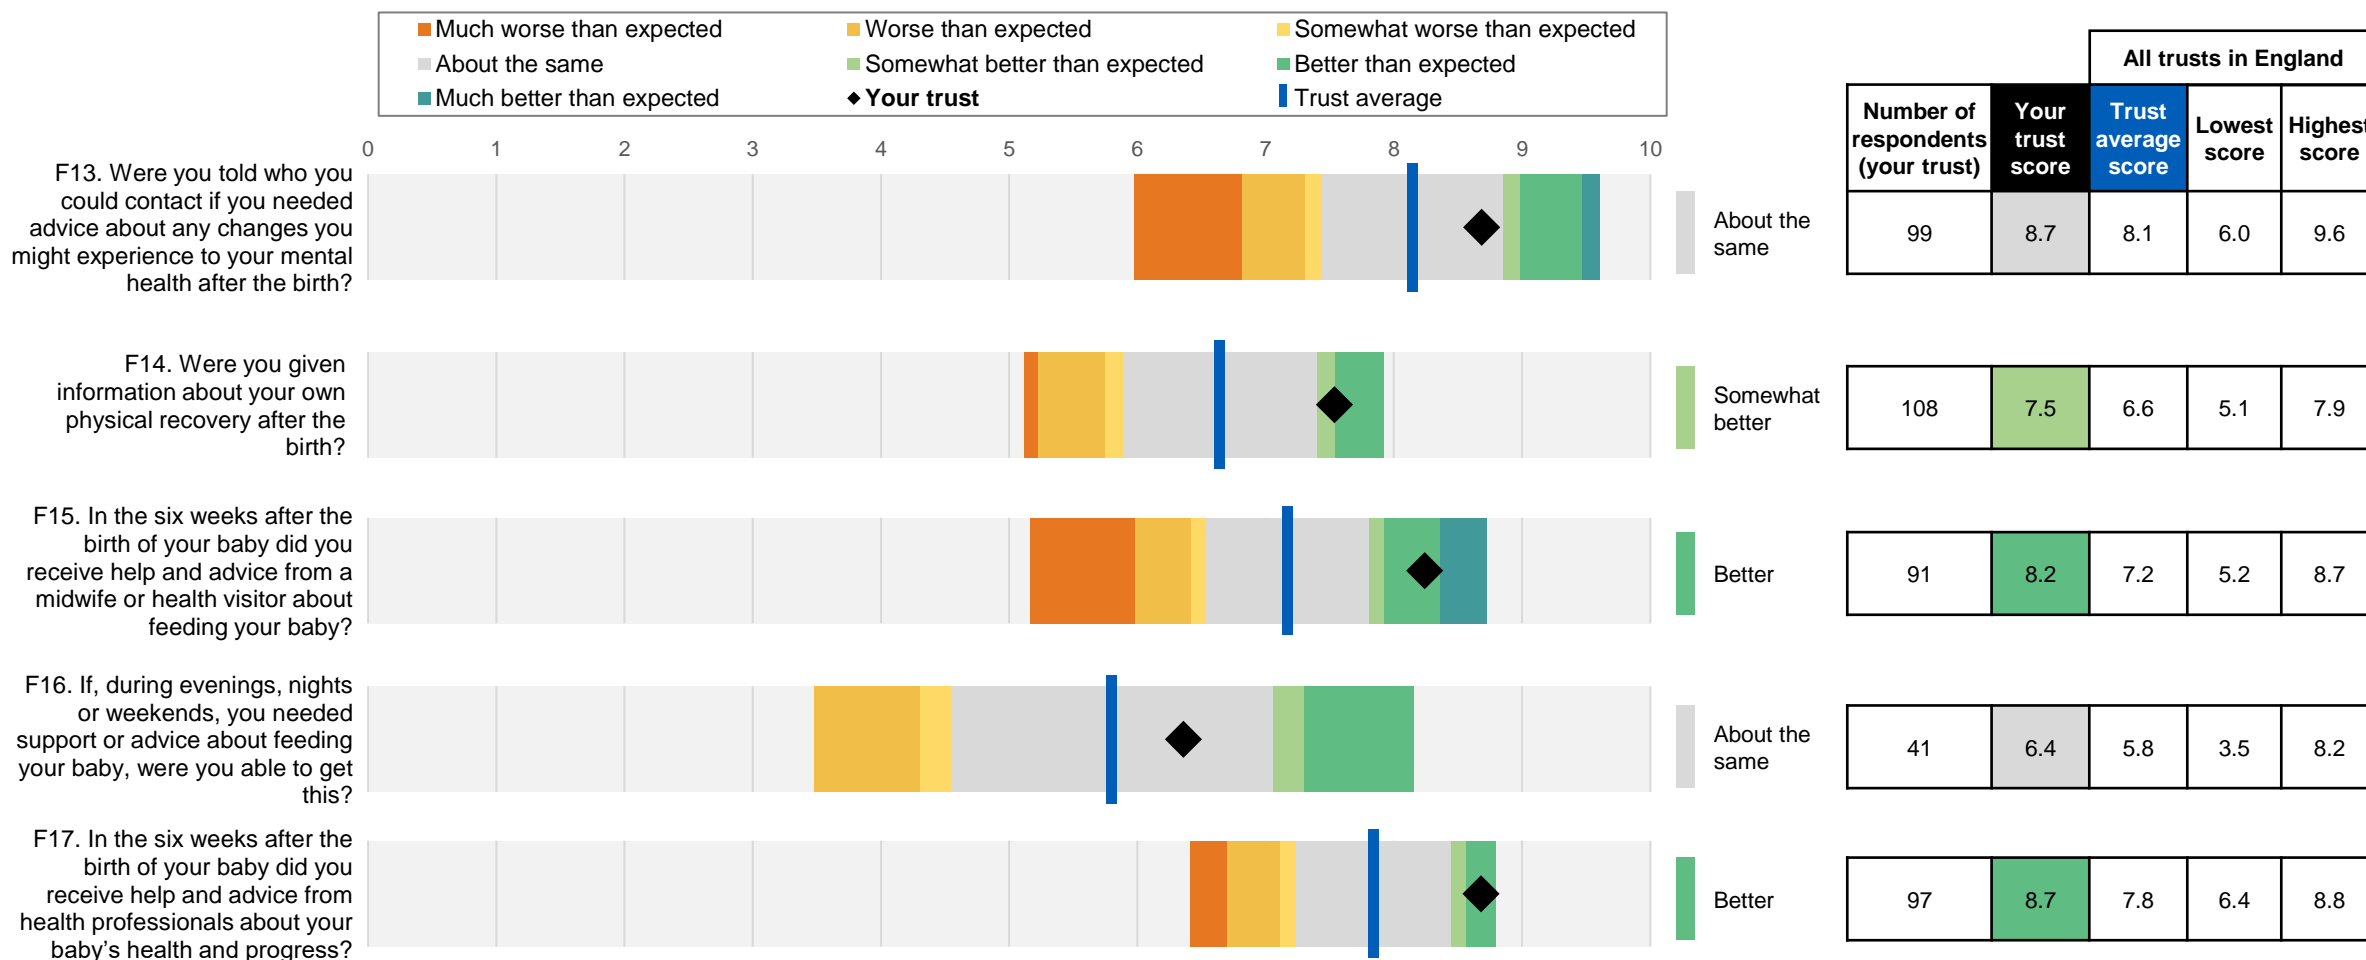 Much worse than expected
Worse than expected
Somewhat worse than expected
About the same
Somewhat better than expected
Better than expected
Much better than expected
Your trust
Trust average
All trusts in England
Number of respondents (your trust)
Your trust score
Trust average score
Lowest score
Highest score
0 1 2 3 4 5 6 7 8 9 10
F13. Were you told who you
could contact if you needed
advice about any changes you
might experience to your mental
health after the birth?
About the
same
99 8.7 8.1 6.0 9.6
F14. Were you given
information about your own
physical recovery after the
birth?
Somewhat
better
108 7.5 6.6 5.1 7.9
F15. In the six weeks after the
birth of your baby did you
receive help and advice from a
midwife or health visitor about
feeding your baby?
Better
91 8.2 7.2 5.2 8.7
F16. If, during evenings, nights
or weekends, you needed
support or advice about feeding
your baby, were you able to get
this?
About the
same
41 6.4 5.8 3.5 8.2
F17. In the six weeks after the
birth of your baby did you
receive help and advice from
health professionals about your
baby’s health and progress?
Better
97 8.7 7.8 6.4 8.8